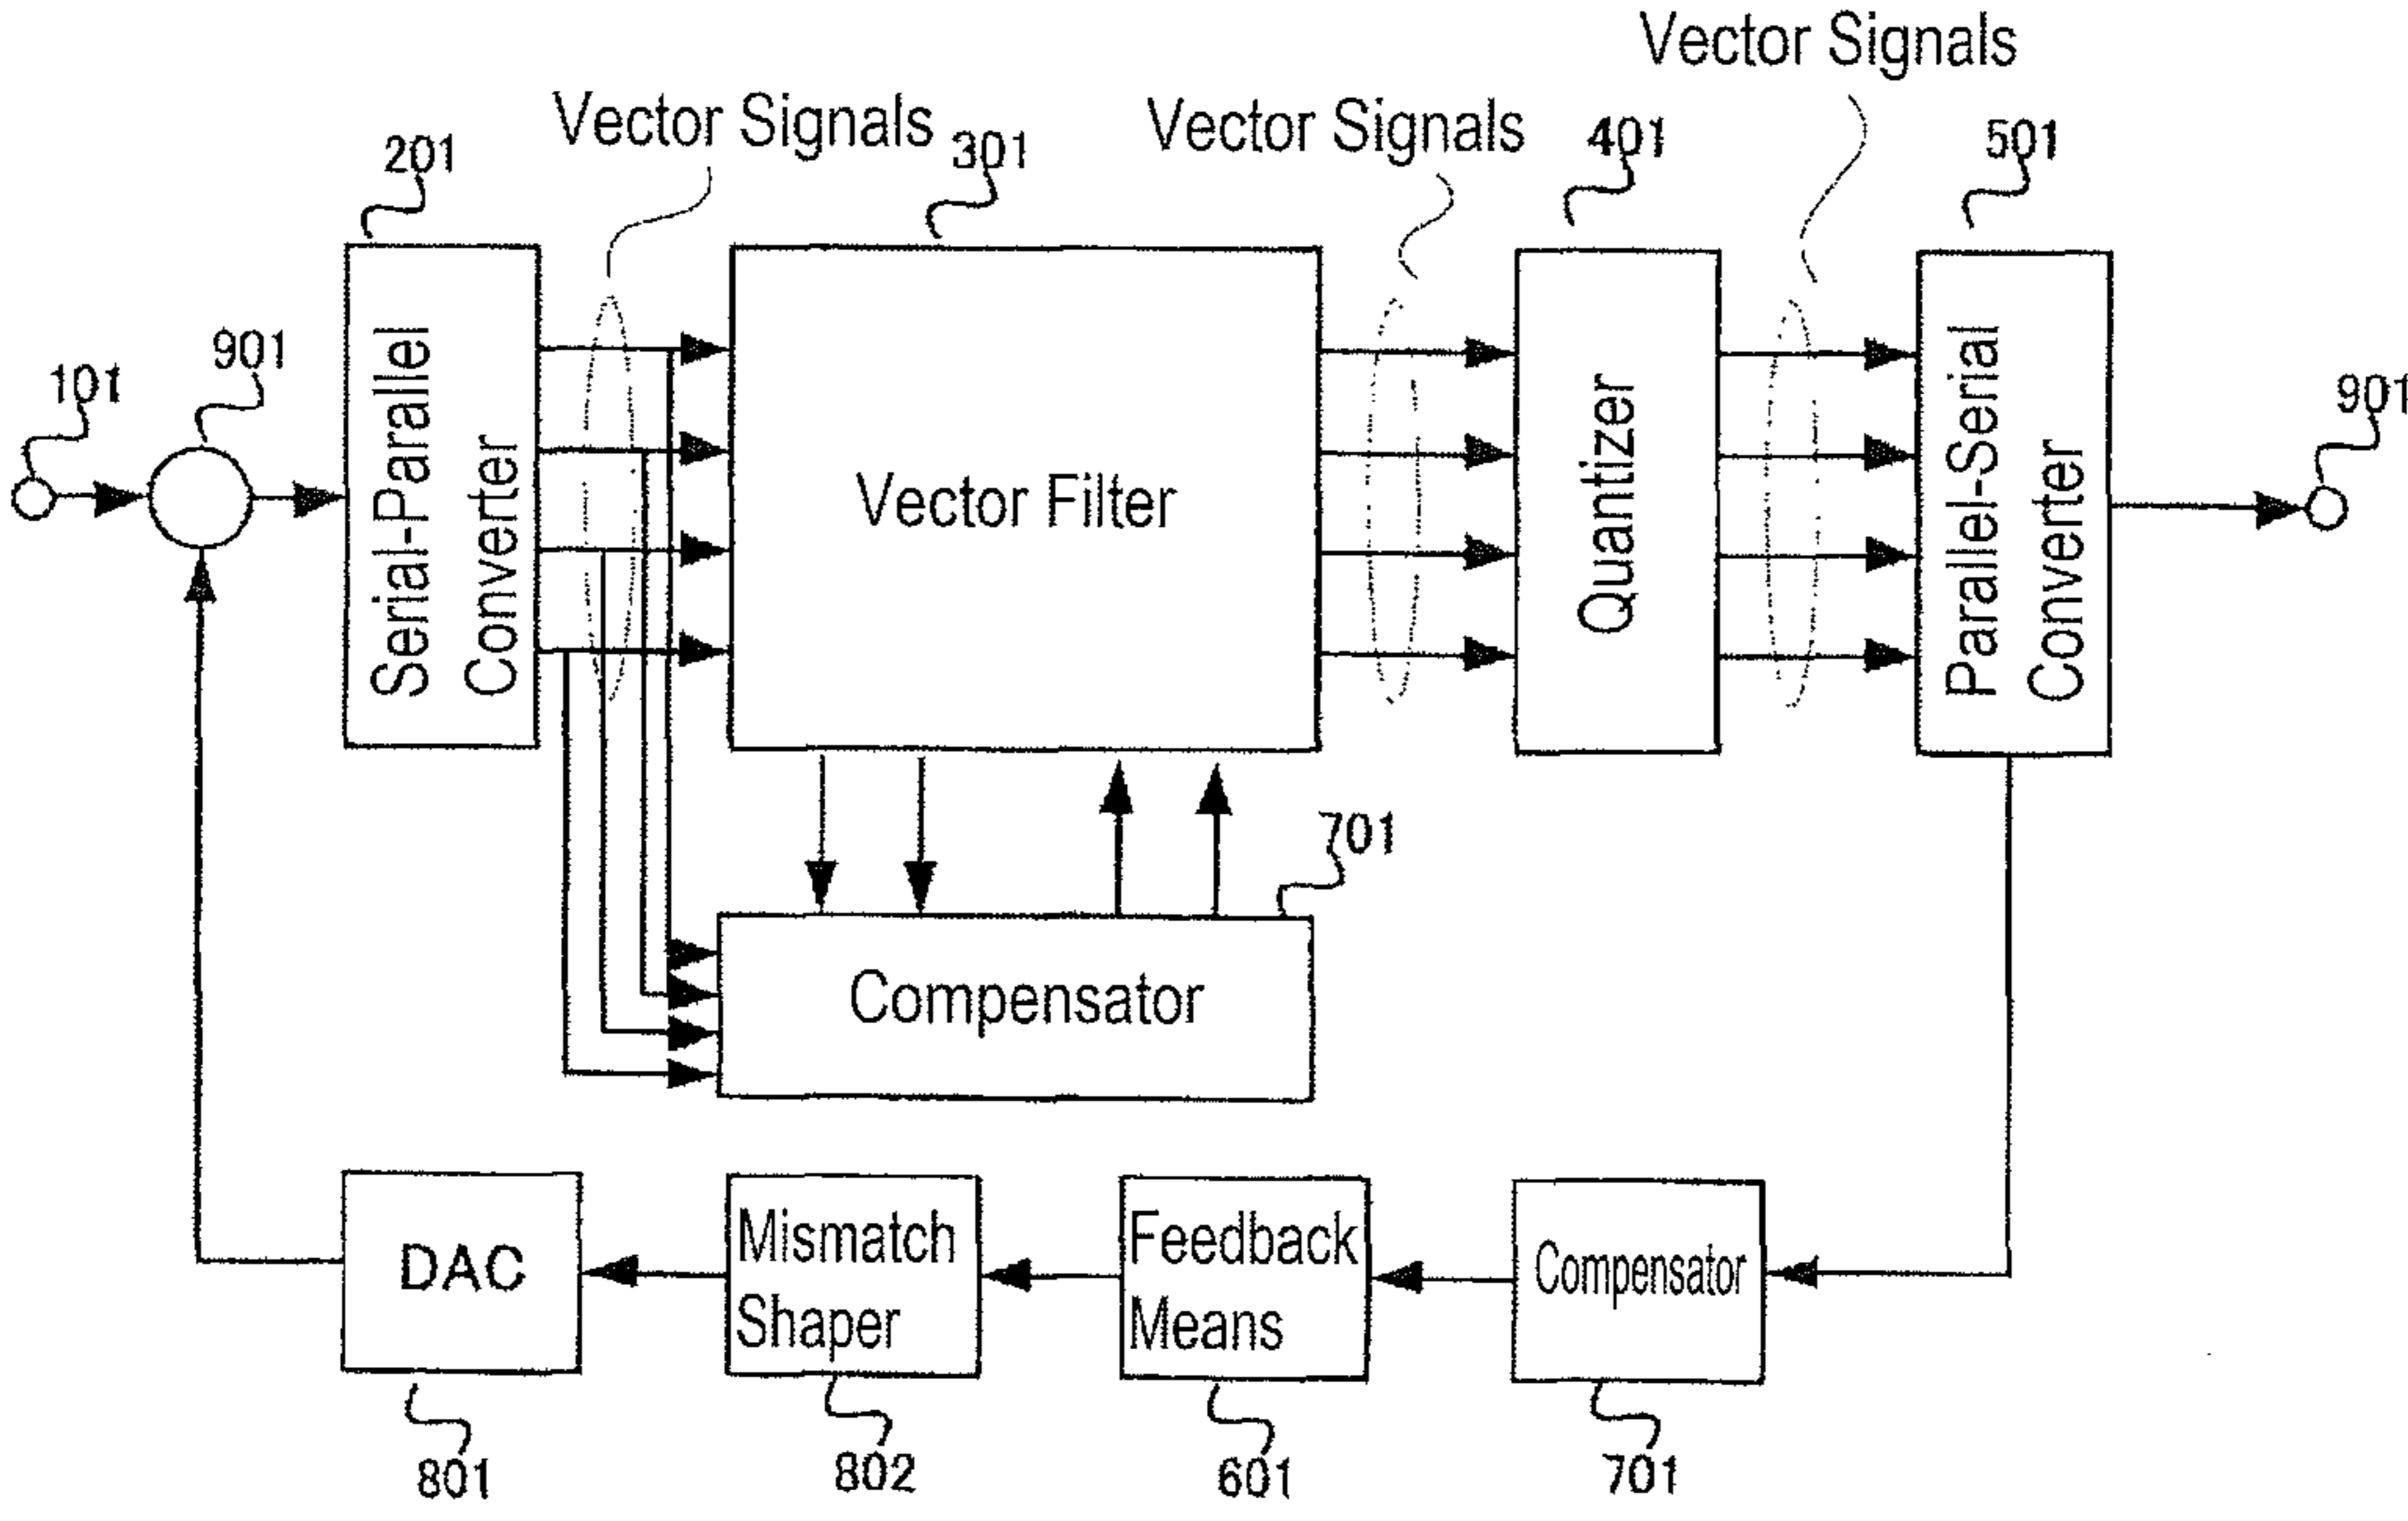 Vector Signals
Vector Signals
Vector Signals
201
301
401
501
901
101
901
Serial-Parallel
Converter
Vector Filter
Quantizer
Parallel-Serial
Converter
701
Compensator
DAC
Mismatch
Shaper
Feedback
Means
Compensator
801
802
601
701